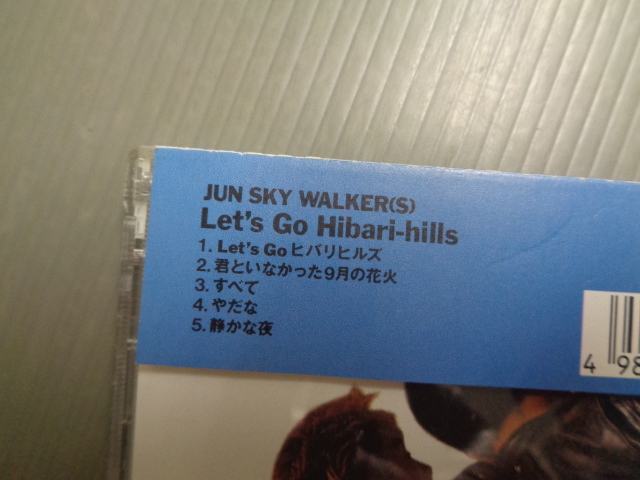 JUN SKY WALKER(S)
Let's Go Hibari-hills
1. Let's Go ヒバリヒルズ
2. 君といなかった9月の花火
3. すべて
4. やだな
5. 静かな夜
4 98